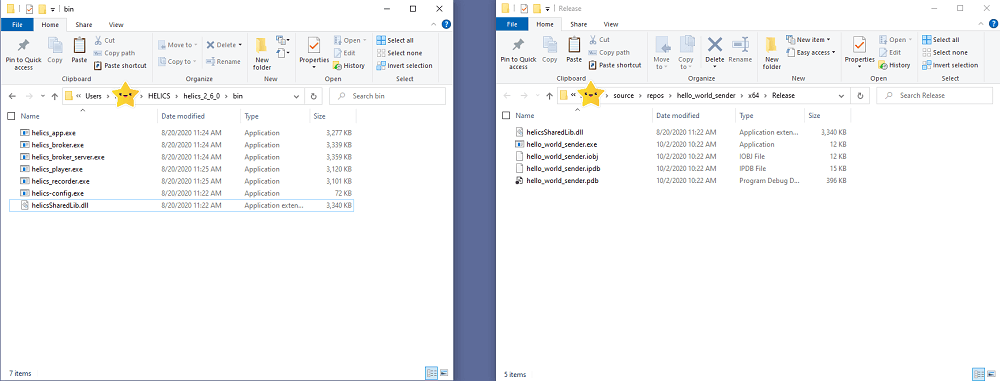 bin
File Home Share View
Pin to Quick access
Copy
Paste
Cut
Copy path
Paste shortcut
Clipboard
Move to
Copy to
Delete
Rename
Organize
New folder
New
Properties
Open
Edit
History
Open
Select all
Select none
Invert selection
Select
« Users HELICS › helics_2_6_0 › bin
Search bin
Name Date modified Type Size
helics_app.exe 8/20/2020 11:24 AM Application 3,277 KB
helics_broker.exe 8/20/2020 11:24 AM Application 3,339 KB
helics_broker_server.exe 8/20/2020 11:24 AM Application 3,359 KB
helics_player.exe 8/20/2020 11:25 AM Application 3,120 KB
helics_recorder.exe 8/20/2020 11:25 AM Application 3,101 KB
helics-config.exe 8/20/2020 11:22 AM Application 72 KB
helicsSharedLib.dll 8/20/2020 11:22 AM Application exten... 3,340 KB
7 items
Release
File Home Share View
Pin to Quick access
Copy
Paste
Cut
Copy path
Paste shortcut
Clipboard
Move to
Copy to
Delete
Rename
Organize
New folder
New item
Easy access
New
Properties
Open
Edit
History
Open
Select all
Select none
Invert selection
Select
« source › repos › hello_world_sender › x64 › Release
Search Release
Name Date modified Type Size
helicsSharedLib.dll 8/20/2020 11:22 AM Application exten... 3,340 KB
hello_world_sender.exe 10/2/2020 10:22 AM Application 12 KB
hello_world_sender.iobj 10/2/2020 10:22 AM IOBJ File 12 KB
hello_world_sender.ipdb 10/2/2020 10:22 AM IPDB File 15 KB
hello_world_sender.pdb 10/2/2020 10:22 AM Program Debug D... 396 KB
5 items